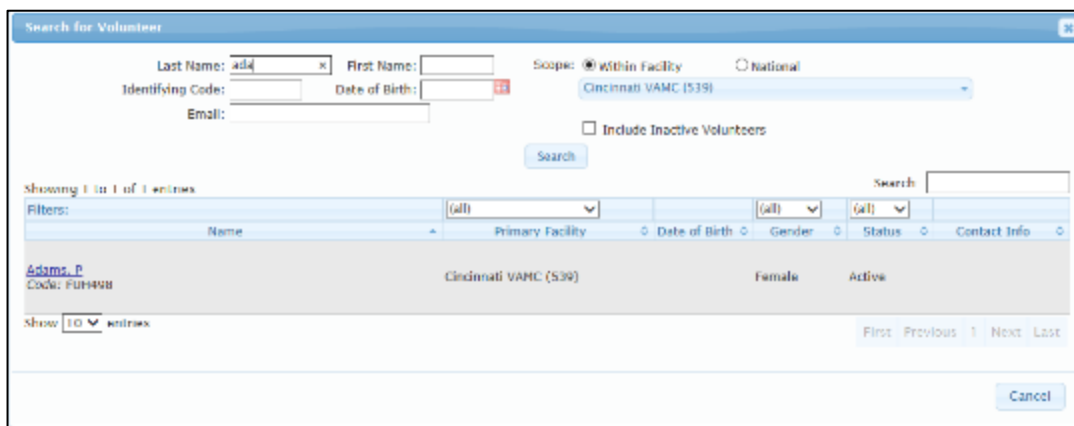 Search for Volunteer
Last Name: ada × First Name: Scope: Within Facility National
Identifying Code: Date of Birth: Cincinnati VAMC (539)
Email:
Include Inactive Volunteers
Search
Showing 1 to 1 of 1 entries Search
Filters: (all) (all) (all)
Name Primary Facility Date of Birth Gender Status Contact Info
Adams, P Cincinnati VAMC (539) Female Active
Code: FUH498
Show 10 entries
First Previous 1 Next Last
Cancel